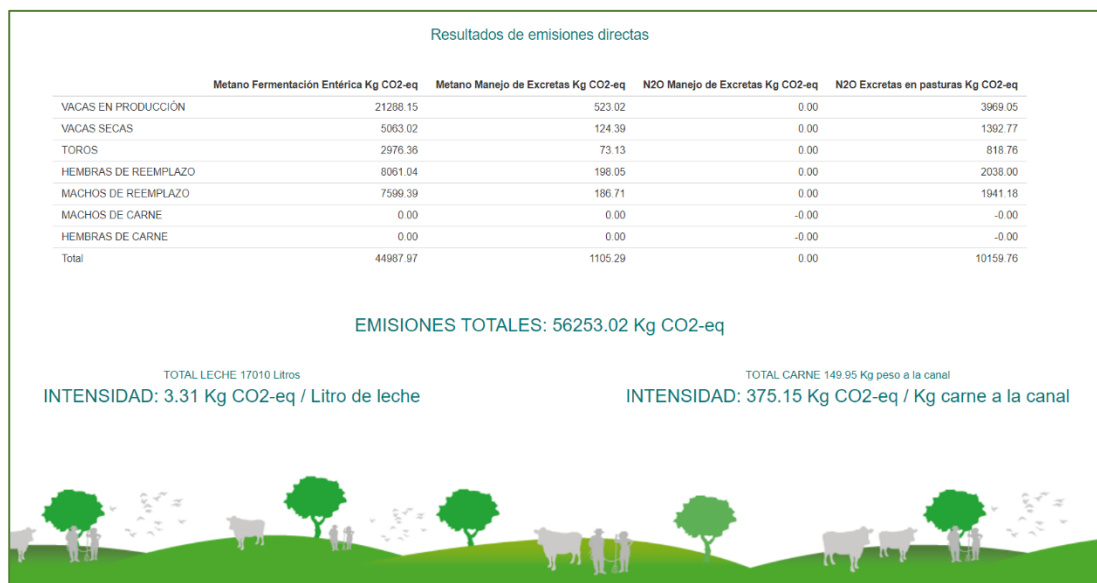 Resultados de emisiones directas
Metano Fermentación Entérica Kg CO2-eq Metano Manejo de Excretas Kg CO2-eq N2O Manejo de Excretas Kg CO2-eq N2O Excretas en pasturas Kg CO2-eq
VACAS EN PRODUCCIÓN 21288.15 523.02 0.00 3969.05
VACAS SECAS 5063.02 124.39 0.00 1392.77
TOROS 2976.36 73.13 0.00 818.76
HEMBRAS DE REEMPLAZO 8061.04 198.05 0.00 2038.00
MACHOS DE REEMPLAZO 7599.39 186.71 0.00 1941.18
MACHOS DE CARNE 0.00 0.00 -0.00 -0.00
HEMBRAS DE CARNE 0.00 0.00 -0.00 -0.00
Total 44987.97 1105.29 0.00 10159.76
EMISIONES TOTALES: 56253.02 Kg CO2-eq
TOTAL LECHE 17010 Litros
INTENSIDAD: 3.31 Kg CO2-eq / Litro de leche
TOTAL CARNE 149.95 Kg peso a la canal
INTENSIDAD: 375.15 Kg CO2-eq / Kg carne a la canal